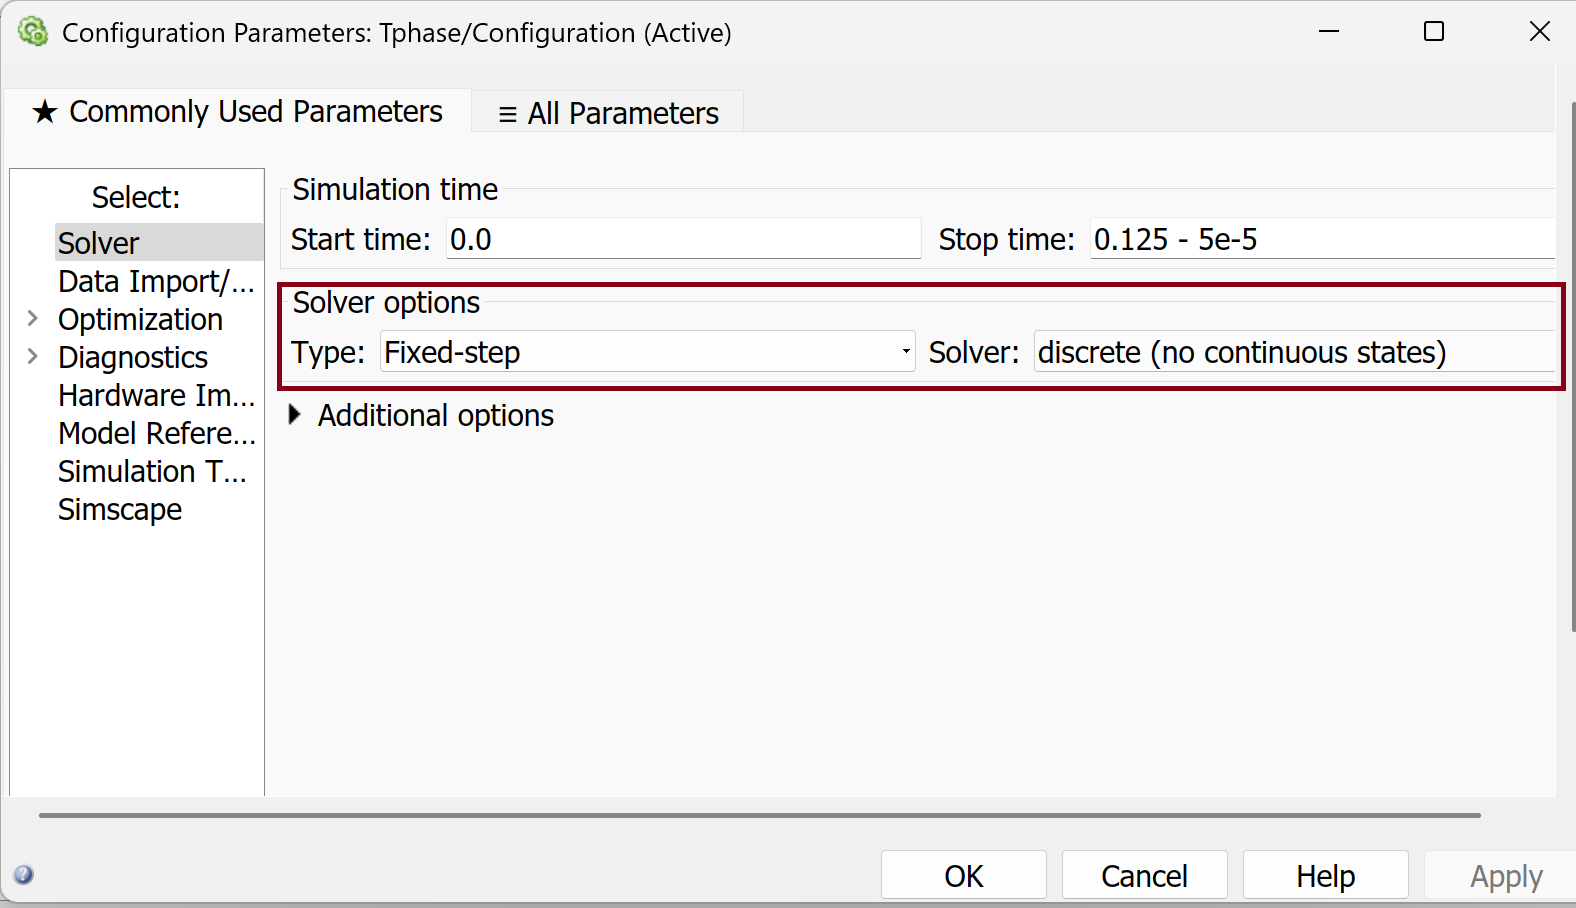 Configuration Parameters: Tphase/Configuration (Active)
★ Commonly Used Parameters
≡ All Parameters
Select:
Solver
Data Import/...
Optimization
Diagnostics
Hardware Im...
Model Refere...
Simulation T...
Simscape
Simulation time
Start time: 0.0 Stop time: 0.125 - 5e-5
Solver options
Type: Fixed-step Solver: discrete (no continuous states)
Additional options
?
OK Cancel Help Apply